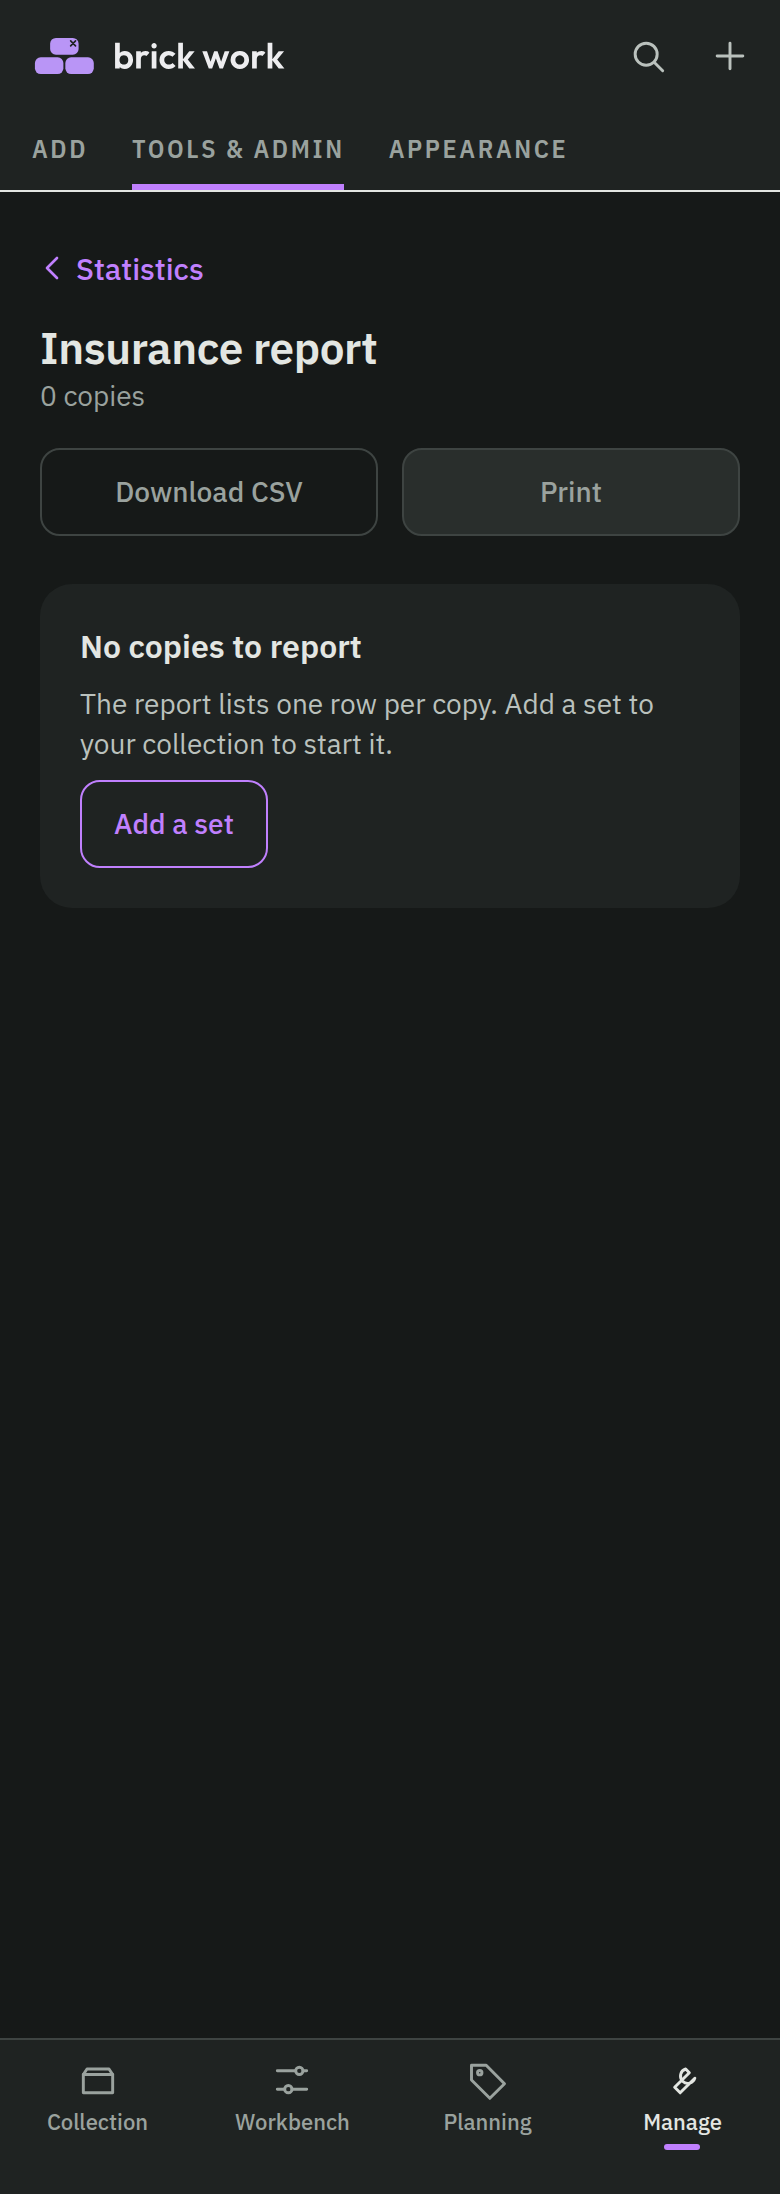 brick work
ADD TOOLS & ADMIN APPEARANCE
Statistics
Insurance report
0 copies
Download CSV Print
No copies to report
The report lists one row per copy. Add a set to
your collection to start it.
Add a set
Collection Workbench Planning Manage